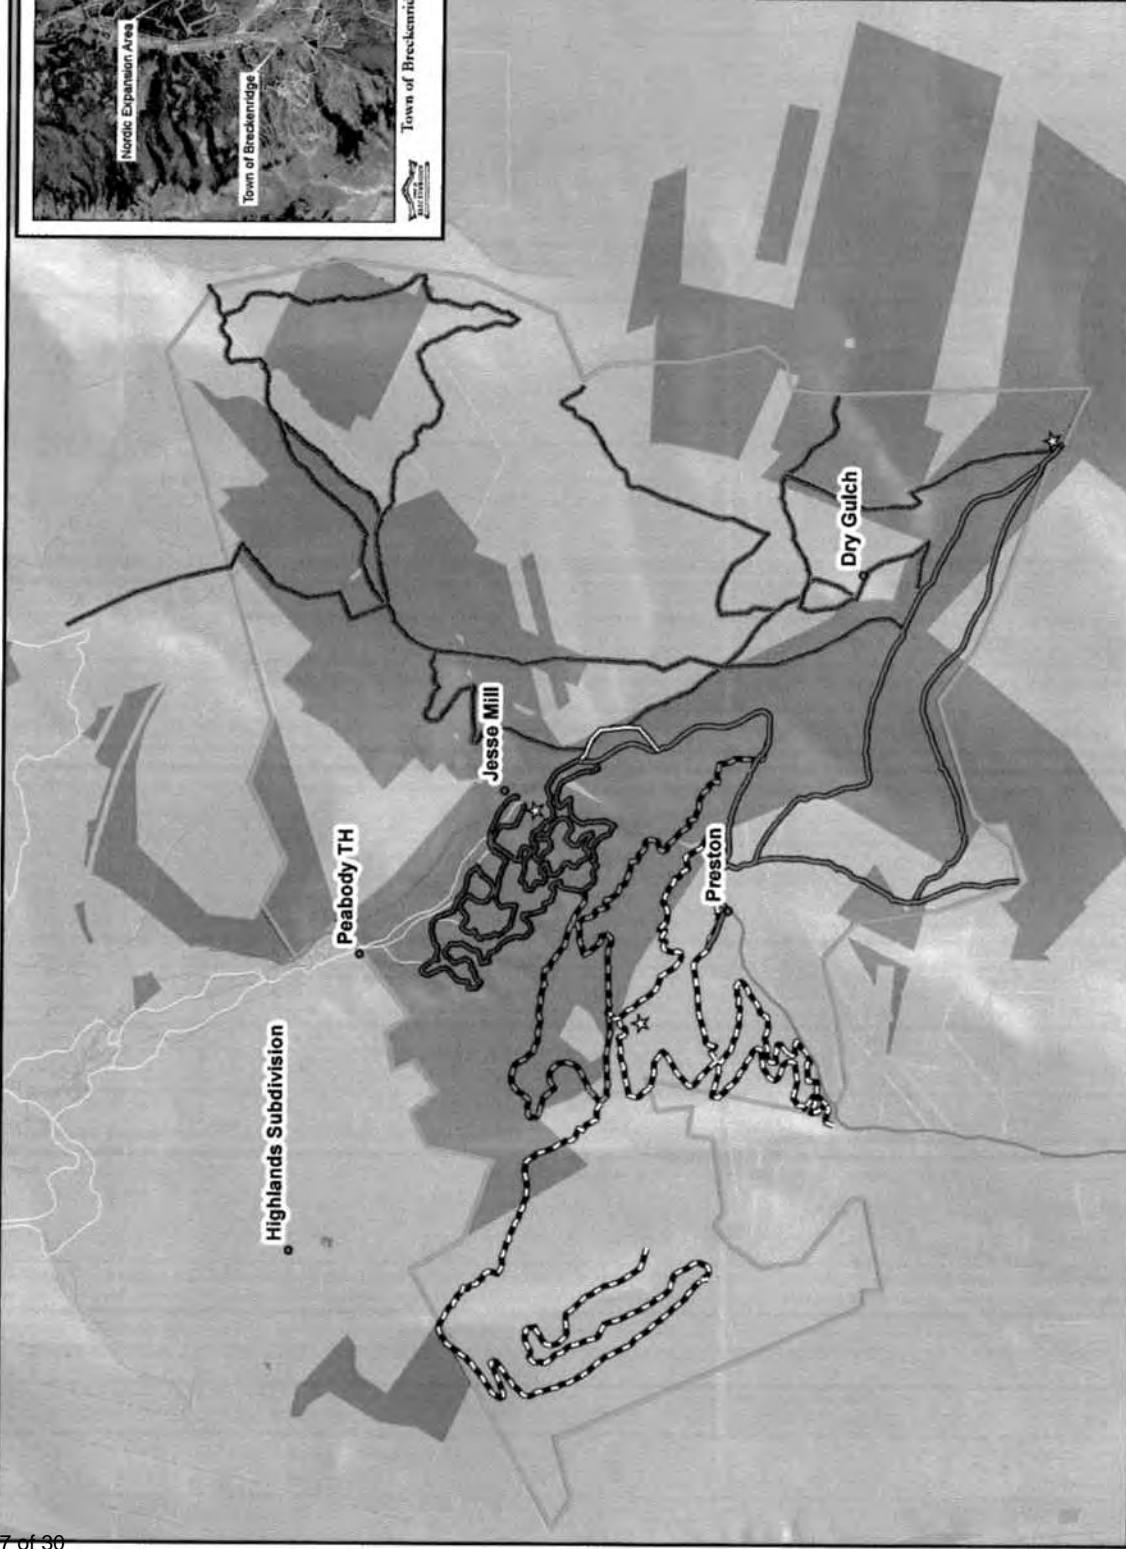 Nordic Expansion Area
Town of Breckenridge
Town of Breckenrid
Jesse Mill
Dry Gulch
Peabody TH
Preston
Highlands Subdivision
7 of 30